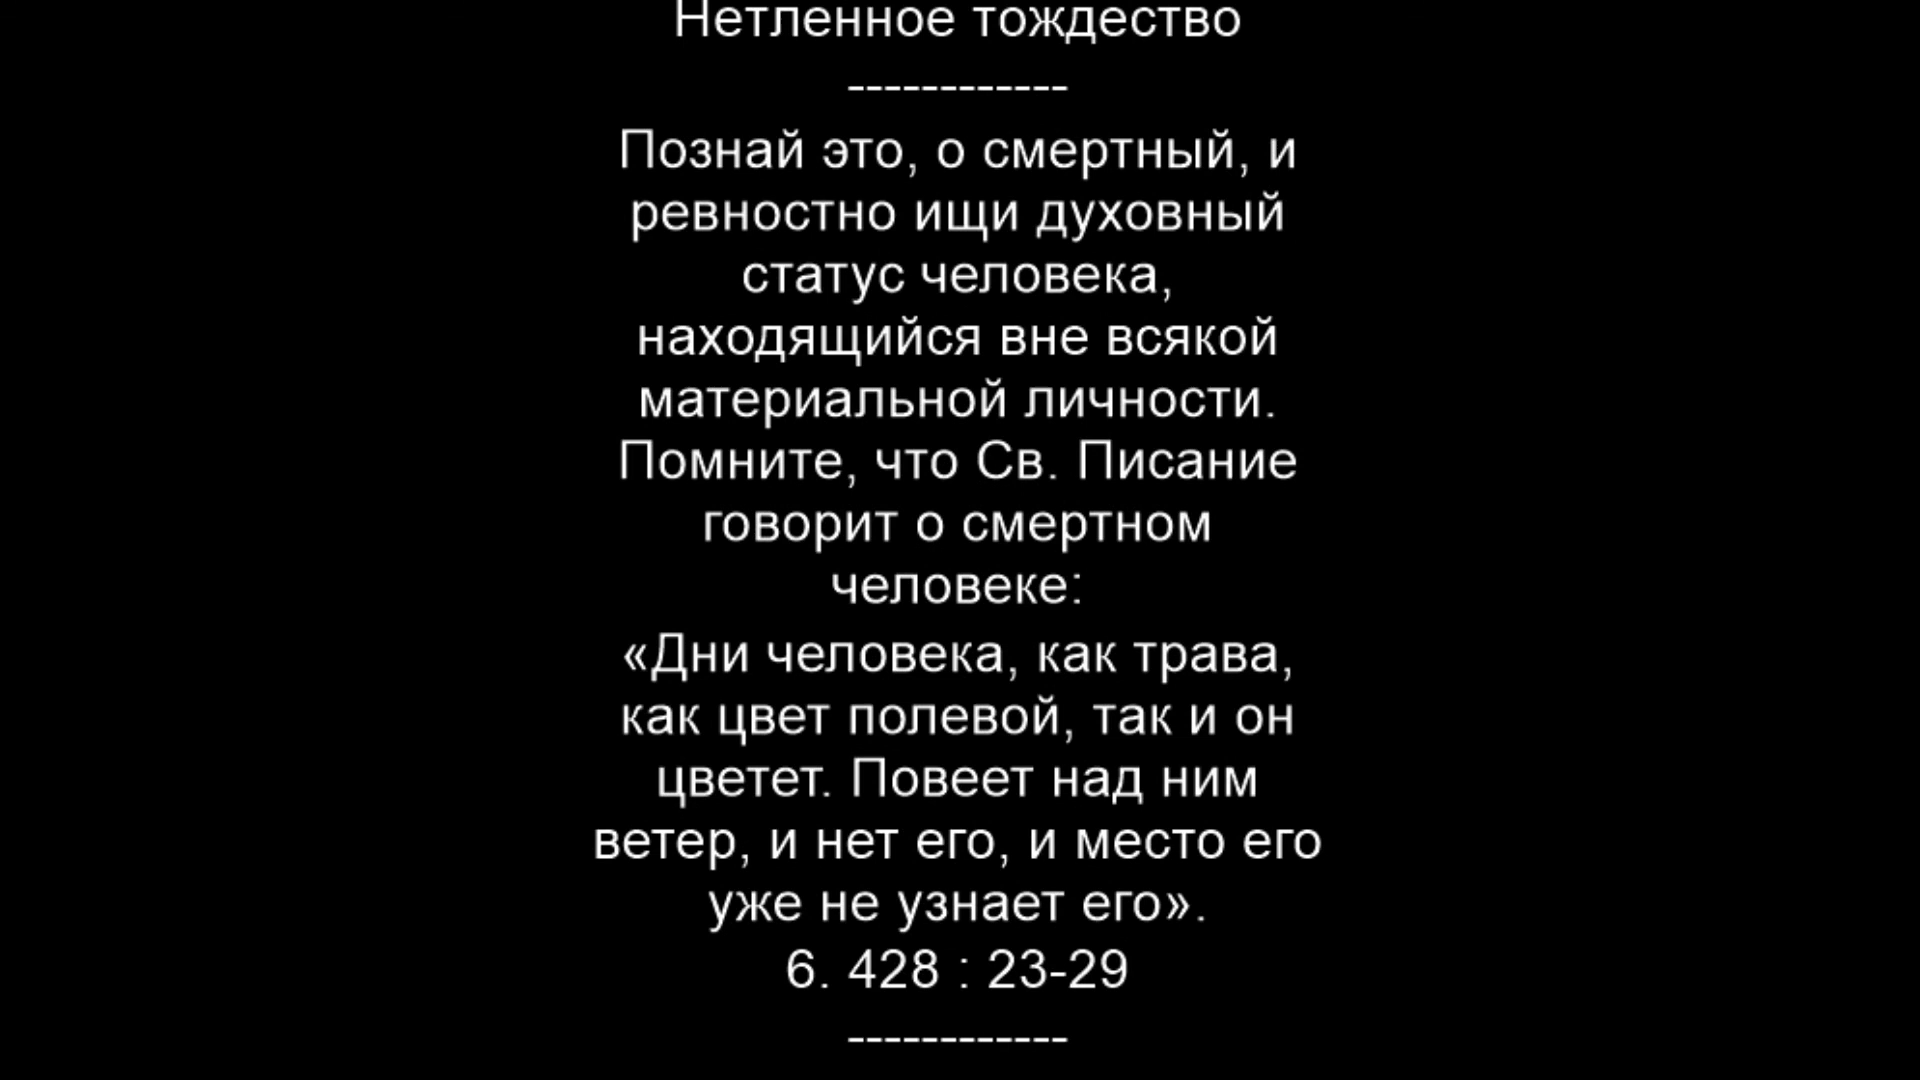 Нетленное тождество
------------
Познай это, о смертный, и
ревностно ищи духовный
статус человека,
находящийся вне всякой
материальной личности.
Помните, что Св. Писание
говорит о смертном
человеке:
«Дни человека, как трава,
как цвет полевой, так и он
цветет. Повеет над ним
ветер, и нет его, и место его
уже не узнает его».
6. 428 : 23-29
------------